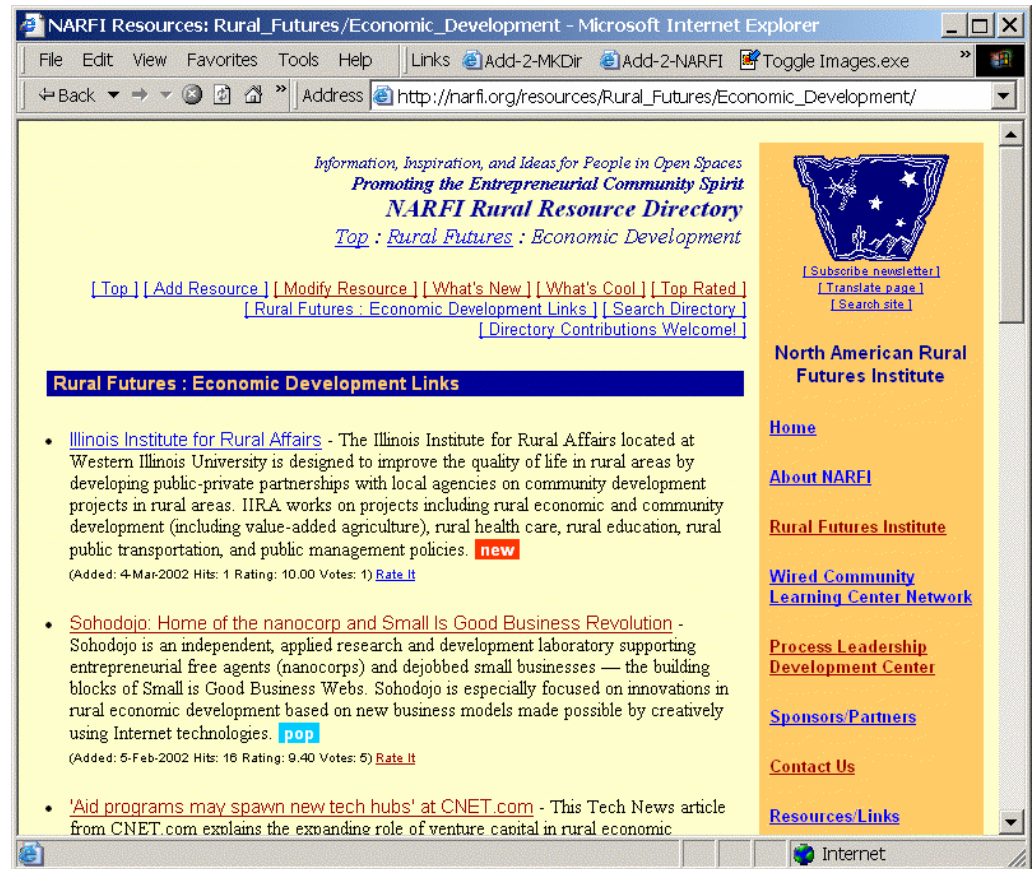 NARFI Resources: Rural_Futures/Economic_Development - Microsoft Internet Explorer
File Edit View Favorites Tools Help Links Add-2-MKDir Add-2-NARFI Toggle Images.exe »
Back » Address http://narfi.org/resources/Rural_Futures/Economic_Development/
Information, Inspiration, and Ideas for People in Open Spaces
Promoting the Entrepreneurial Community Spirit
NARFI Rural Resource Directory
Top : Rural Futures : Economic Development
[ Top ] [ Add Resource ] [ Modify Resource ] [ What's New ] [ What's Cool ] [ Top Rated ]
[ Rural Futures : Economic Development Links ] [ Search Directory ]
[ Directory Contributions Welcome! ]
Rural Futures : Economic Development Links
• Illinois Institute for Rural Affairs - The Illinois Institute for Rural Affairs located at
Western Illinois University is designed to improve the quality of life in rural areas by
developing public-private partnerships with local agencies on community development
projects in rural areas. IIRA works on projects including rural economic and community
development (including value-added agriculture), rural health care, rural education, rural
public transportation, and public management policies. new
(Added: 4-Mar-2002 Hits: 1 Rating: 10.00 Votes: 1) Rate It
• Sohodojo: Home of the nanocorp and Small Is Good Business Revolution -
Sohodojo is an independent, applied research and development laboratory supporting
entrepreneurial free agents (nanocorps) and dejobbed small businesses — the building
blocks of Small is Good Business Webs. Sohodojo is especially focused on innovations in
rural economic development based on new business models made possible by creatively
using Internet technologies. pop
(Added: 5-Feb-2002 Hits: 16 Rating: 9.40 Votes: 5) Rate It
• 'Aid programs may spawn new tech hubs' at CNET.com - This Tech News article
from CNET.com explains the expanding role of venture capital in rural economic
[ Subscribe newsletter ]
[ Translate page ]
[ Search site ]
North American Rural
Futures Institute
Home
About NARFI
Rural Futures Institute
Wired Community
Learning Center Network
Process Leadership
Development Center
Sponsors/Partners
Contact Us
Resources/Links
Internet